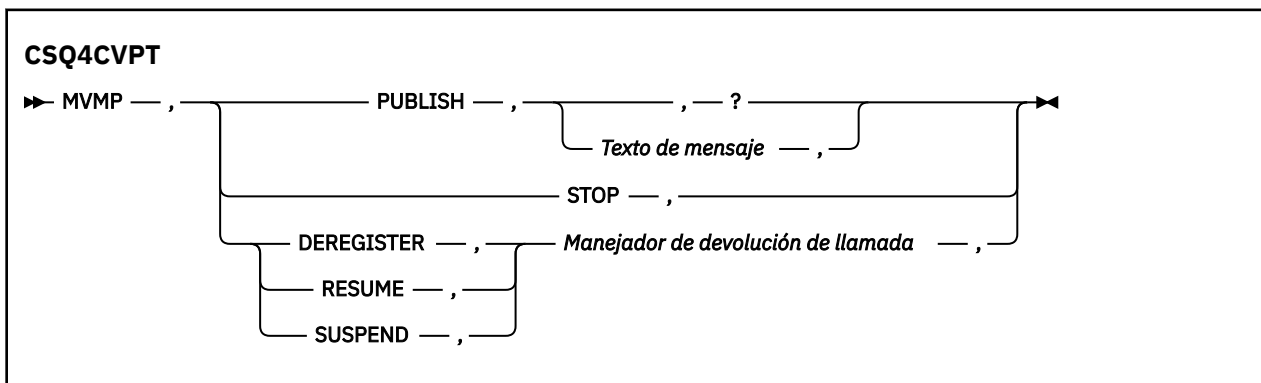 CSQ4CVPT
MVMP , PUBLISH , , ?
Texto de mensaje ,
STOP ,
DEREGISTER , Manejador de devolución de llamada ,
RESUME ,
SUSPEND ,